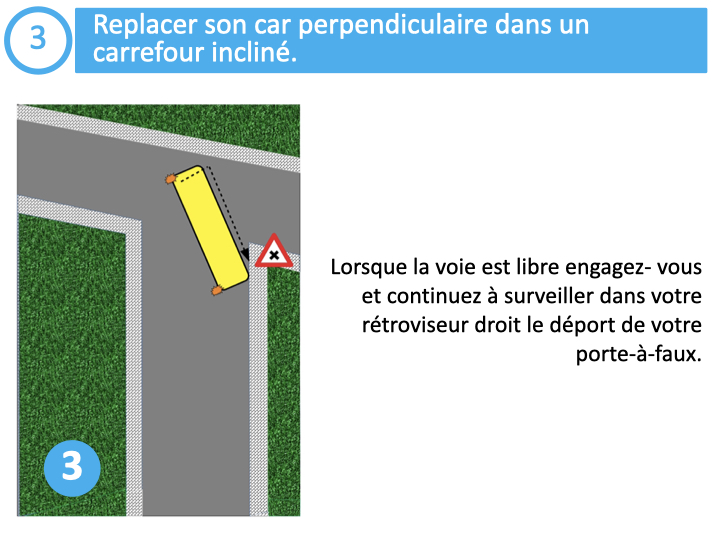 3
Replacer son car perpendiculaire dans un
carrefour incliné.
Lorsque la voie est libre engagez- vous
et continuez à surveiller dans votre
rétroviseur droit le déport de votre
porte-à-faux.
3